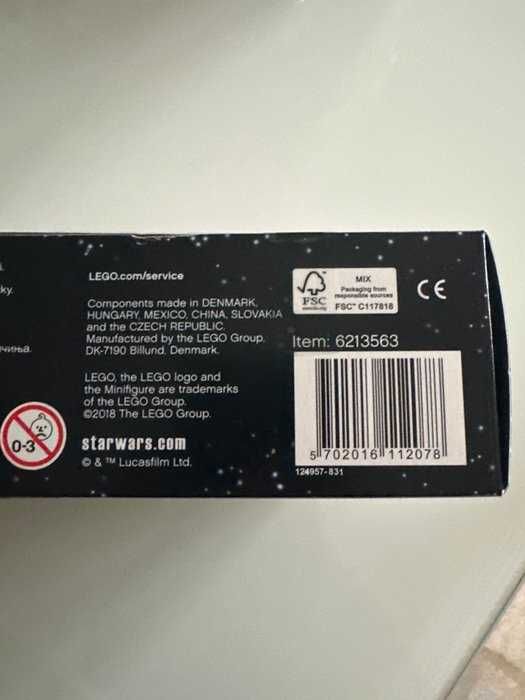 cky.
LEGO.com/service
Components made in DENMARK,
HUNGARY, MEXICO, CHINA, SLOVAKIA
and the CZECH REPUBLIC.
Manufactured by the LEGO Group.
DK-7190 Billund. Denmark.
LEGO, the LEGO logo and
the Minifigure are trademarks
of the LEGO Group.
©2018 The LEGO Group.
0-3
starwars.com
© & ™ Lucasfilm Ltd.
FSC
MIX
Packaging from
responsible sources
FSC® C117818
CE
Item: 6213563
5 702016 112078
124957-831